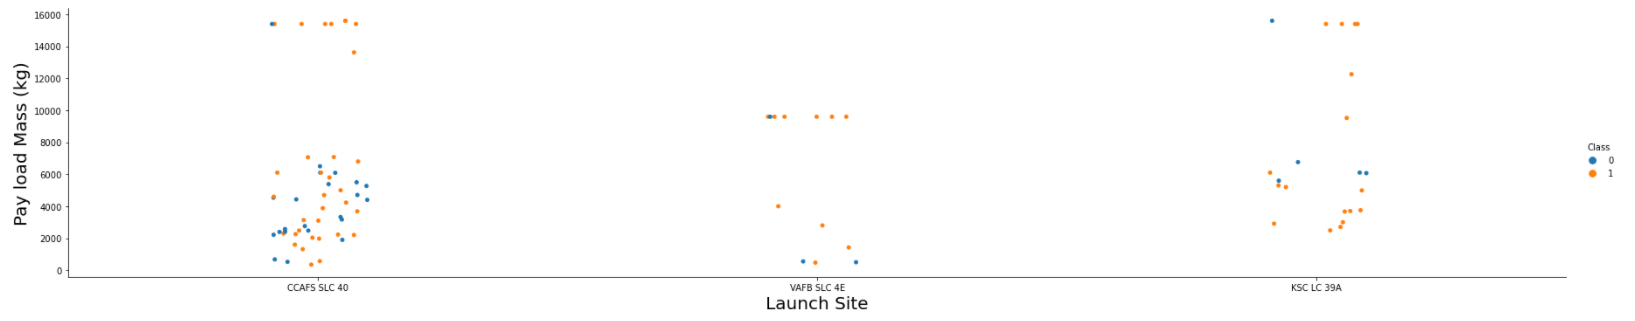 16000
14000
12000
10000
8000
6000
4000
2000
0
Pay load Mass (kg)
CCAFS SLC 40
VAFB SLC 4E
KSC LC 39A
Launch Site
Class
0
1